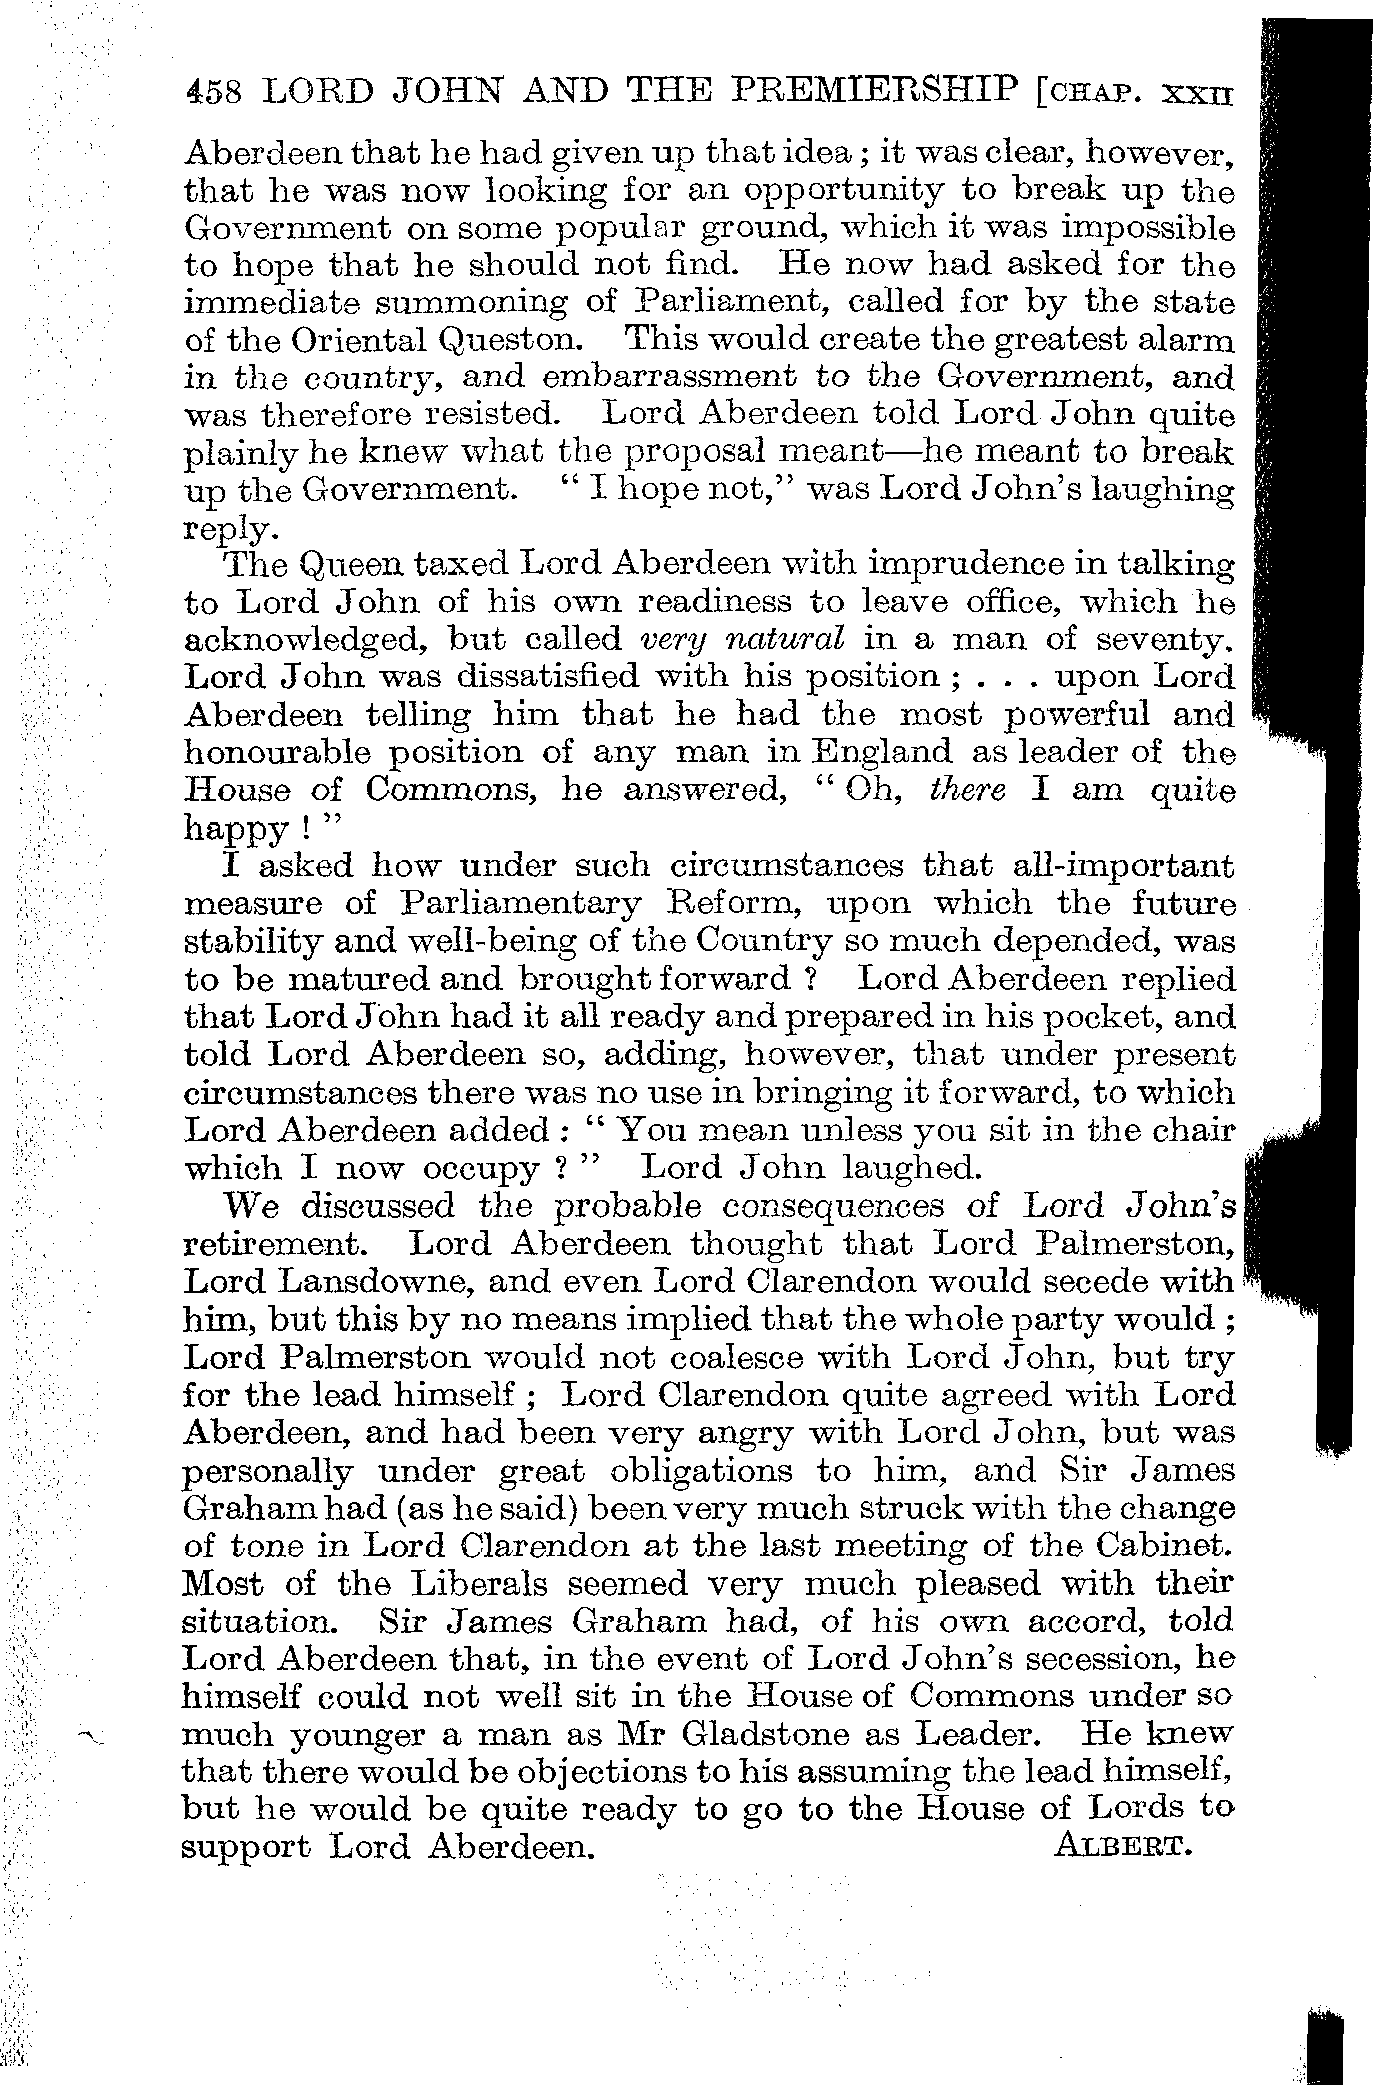 458 LORD JOHN AND THE PREMIERSHIP [CHAP. XXII
Aberdeen that he had given up that idea ; it was clear, however,
that he was now looking for an opportunity to break up the
Government on some popular ground, which it was impossible
to hope that he should not find. He now had asked for the
immediate summoning of Parliament, called for by the state
of the Oriental Queston. This would create the greatest alarm
in the country, and embarrassment to the Government, and
was therefore resisted. Lord Aberdeen told Lord John quite
plainly he knew what the proposal meant—he meant to break
up the Government. " I hope not," was Lord John's laughing
reply.
The Queen taxed Lord Aberdeen with imprudence in talking
to Lord John of his own readiness to leave office, which he
acknowledged, but called very natural in a man of seventy.
Lord John was dissatisfied with his position ; . . . upon Lord
Aberdeen telling him that he had the most powerful and
honourable position of any man in England as leader of the
House of Commons, he answered, " Oh, there I am quite
happy ! "
I asked how under such circumstances that all-important
measure of Parliamentary Reform, upon which the future
stability and well-being of the Country so much depended, was
to be matured and brought forward ? Lord Aberdeen replied
that Lord John had it all ready and prepared in his pocket, and
told Lord Aberdeen so, adding, however, that under present
circumstances there was no use in bringing it forward, to which
Lord Aberdeen added : " You mean unless you sit in the chair
which I now occupy ? " Lord John laughed.
We discussed the probable consequences of Lord John's
retirement. Lord Aberdeen thought that Lord Palmerston,
Lord Lansdowne, and even Lord Clarendon would secede with
him, but this by no means implied that the whole party would ;
Lord Palmerston would not coalesce with Lord John, but try
for the lead himself ; Lord Clarendon quite agreed with Lord
Aberdeen, and had been very angry with Lord John, but was
personally under great obligations to him, and Sir James
Graham had (as he said) been very much struck with the change
of tone in Lord Clarendon at the last meeting of the Cabinet.
Most of the Liberals seemed very much pleased with their
situation. Sir James Graham had, of his own accord, told
Lord Aberdeen that, in the event of Lord John's secession, he
himself could not well sit in the House of Commons under so
much younger a man as Mr Gladstone as Leader. He knew
that there would be objections to his assuming the lead himself,
but he would be quite ready to go to the House of Lords to
support Lord Aberdeen. ALBERT.